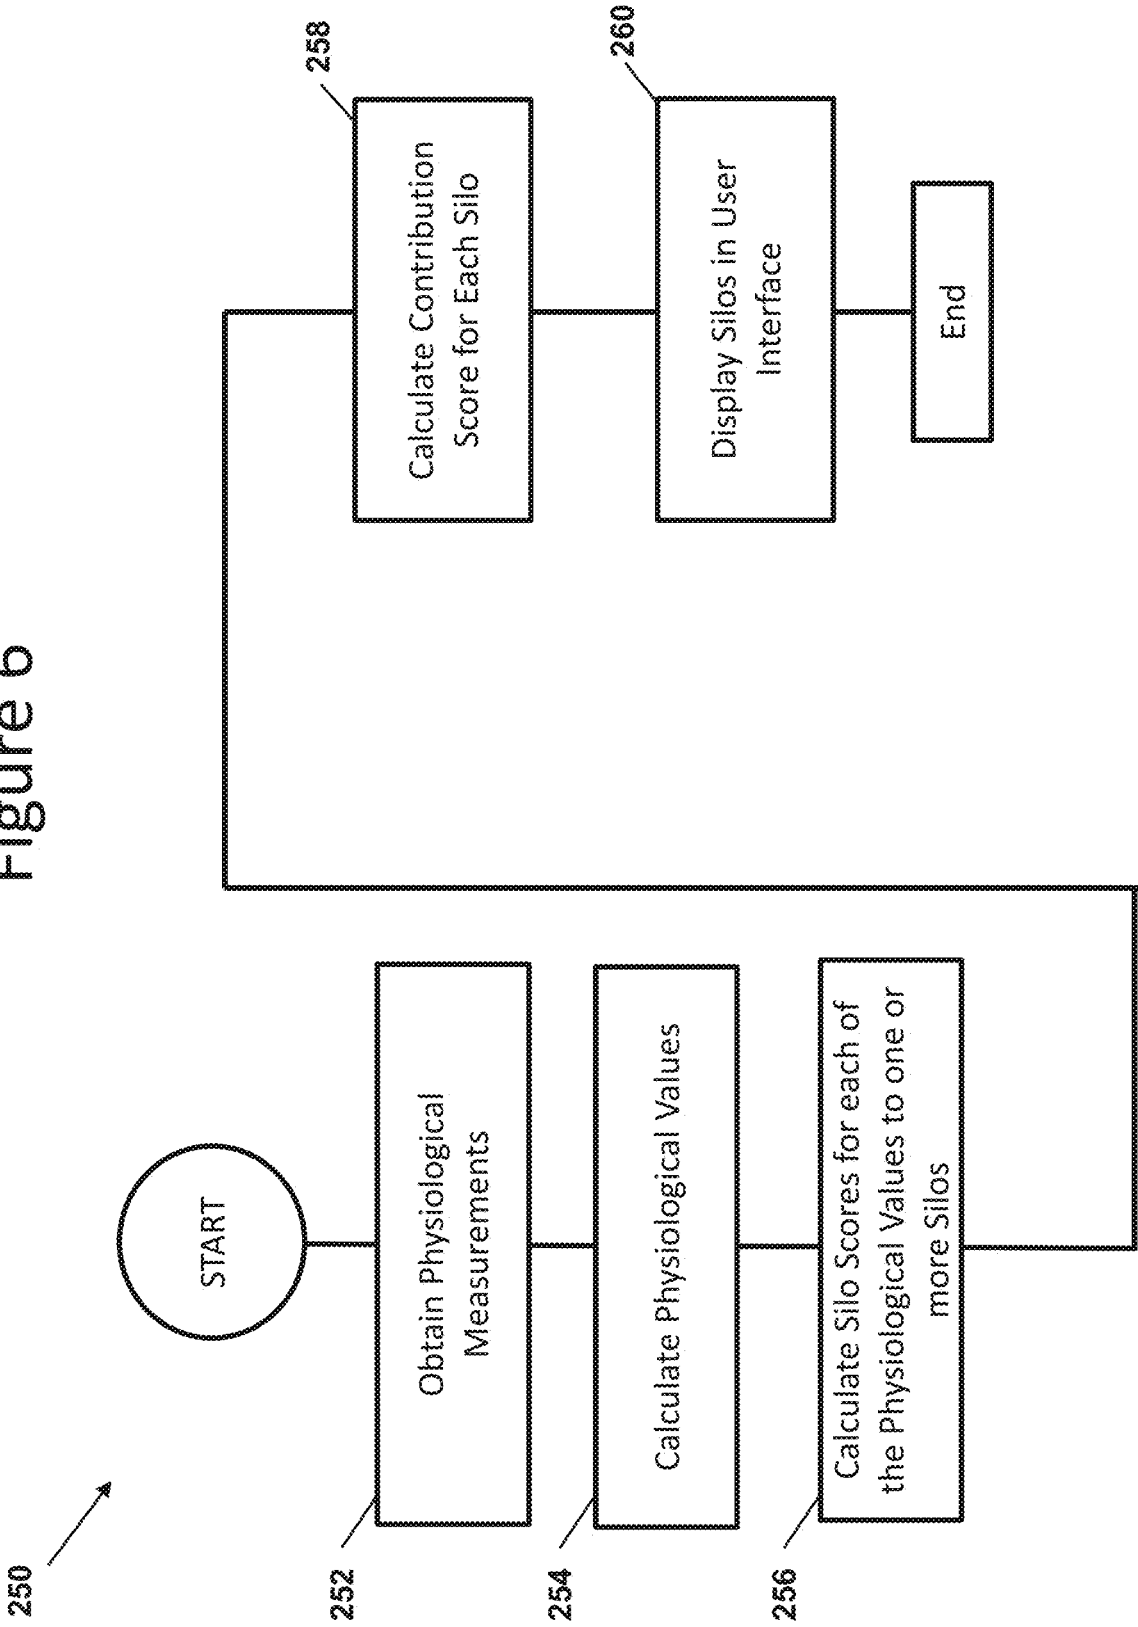 Figure 6
250
START
252
Obtain Physiological
Measurements
254
Calculate Physiological Values
256
Calculate Silo Scores for each of
the Physiological Values to one or
more Silos
258
Calculate Contribution
Score for Each Silo
260
Display Silos in User
Interface
End